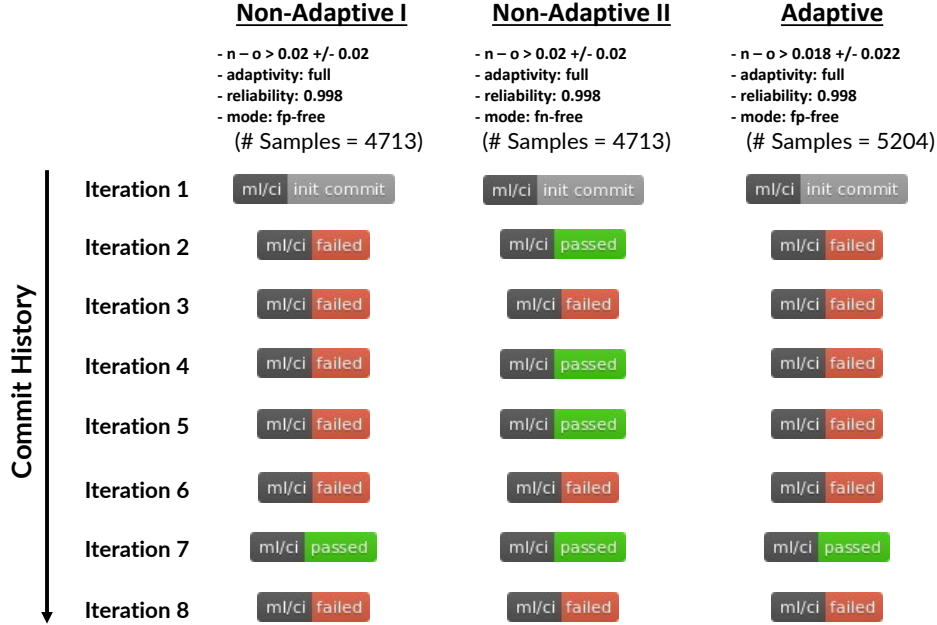 Non-Adaptive I
Non-Adaptive II
Adaptive
- n – o > 0.02 +/- 0.02
- adaptivity: full
- reliability: 0.998
- mode: fp-free
(# Samples = 4713)
- n – o > 0.02 +/- 0.02
- adaptivity: full
- reliability: 0.998
- mode: fn-free
(# Samples = 4713)
- n – o > 0.018 +/- 0.022
- adaptivity: full
- reliability: 0.998
- mode: fp-free
(# Samples = 5204)
Commit History
Iteration 1 ml/ci init commit ml/ci init commit ml/ci init commit
Iteration 2 ml/ci failed ml/ci passed ml/ci failed
Iteration 3 ml/ci failed ml/ci failed ml/ci failed
Iteration 4 ml/ci failed ml/ci passed ml/ci failed
Iteration 5 ml/ci failed ml/ci passed ml/ci failed
Iteration 6 ml/ci failed ml/ci failed ml/ci failed
Iteration 7 ml/ci passed ml/ci passed ml/ci passed
Iteration 8 ml/ci failed ml/ci failed ml/ci failed